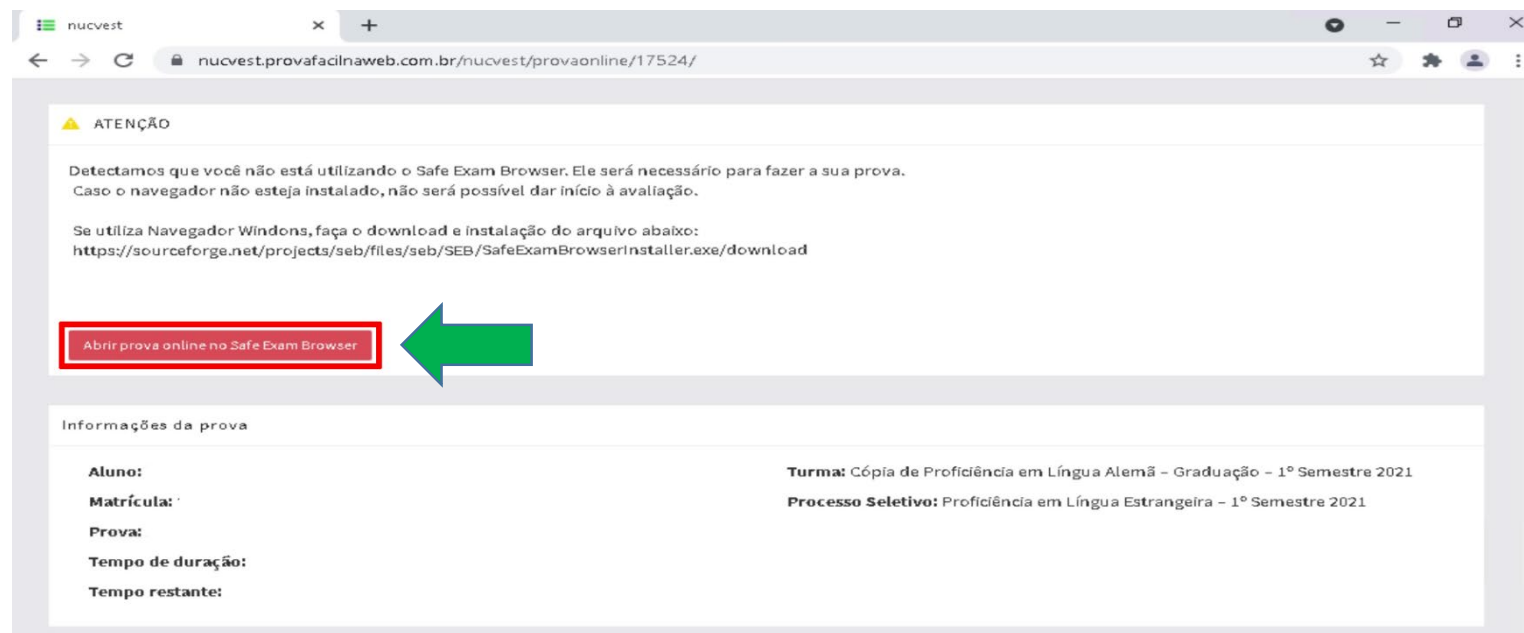 nucvest
nucvest.provafacilnaweb.com.br/nucvest/provaonline/17524/
ATENÇÃO
Detectamos que você não está utilizando o Safe Exam Browser. Ele será necessário para fazer a sua prova.
Caso o navegador não esteja instalado, não será possível dar início à avaliação.
Se utiliza Navegador Windons, faça o download e instalação do arquivo abaixo:
https://sourceforge.net/projects/seb/files/seb/SEB/SafeExamBrowserInstaller.exe/download
Abrir prova online no Safe Exam Browser
Informações da prova
Aluno:
Turma: Cópia de Proficiência em Língua Alemã - Graduação - 1º Semestre 2021
Matrícula:
Processo Seletivo: Proficiência em Língua Estrangeira - 1º Semestre 2021
Prova:
Tempo de duração:
Tempo restante: